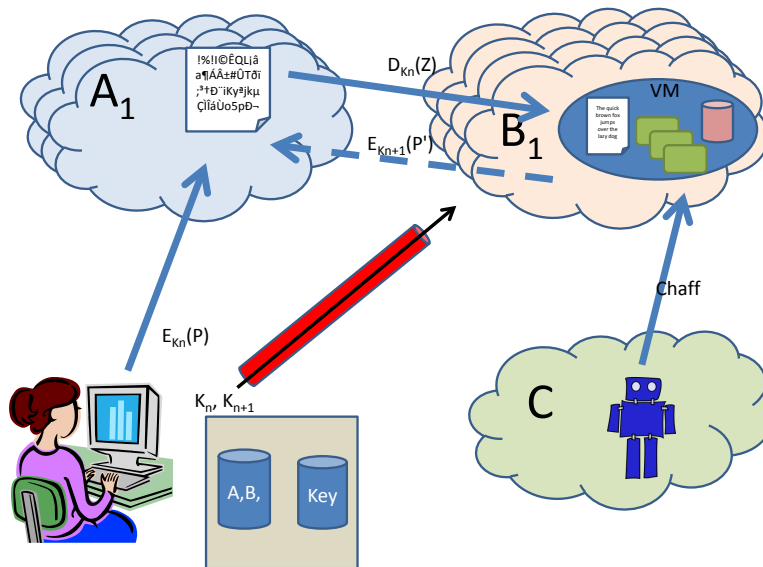 A1
!%!I©ÊQLjâ
a¶ÁÂ±#ÛTðï
;³†Ð¨iKyªjkµ
ÇÌÎáÙo5pÐ¬
DKn(Z)
EKn+1(P')
B1
VM
The quick
brown fox
jumps
over the
lazy dog
Chaff
EKn(P)
Kn, Kn+1
A,B,
Key
C